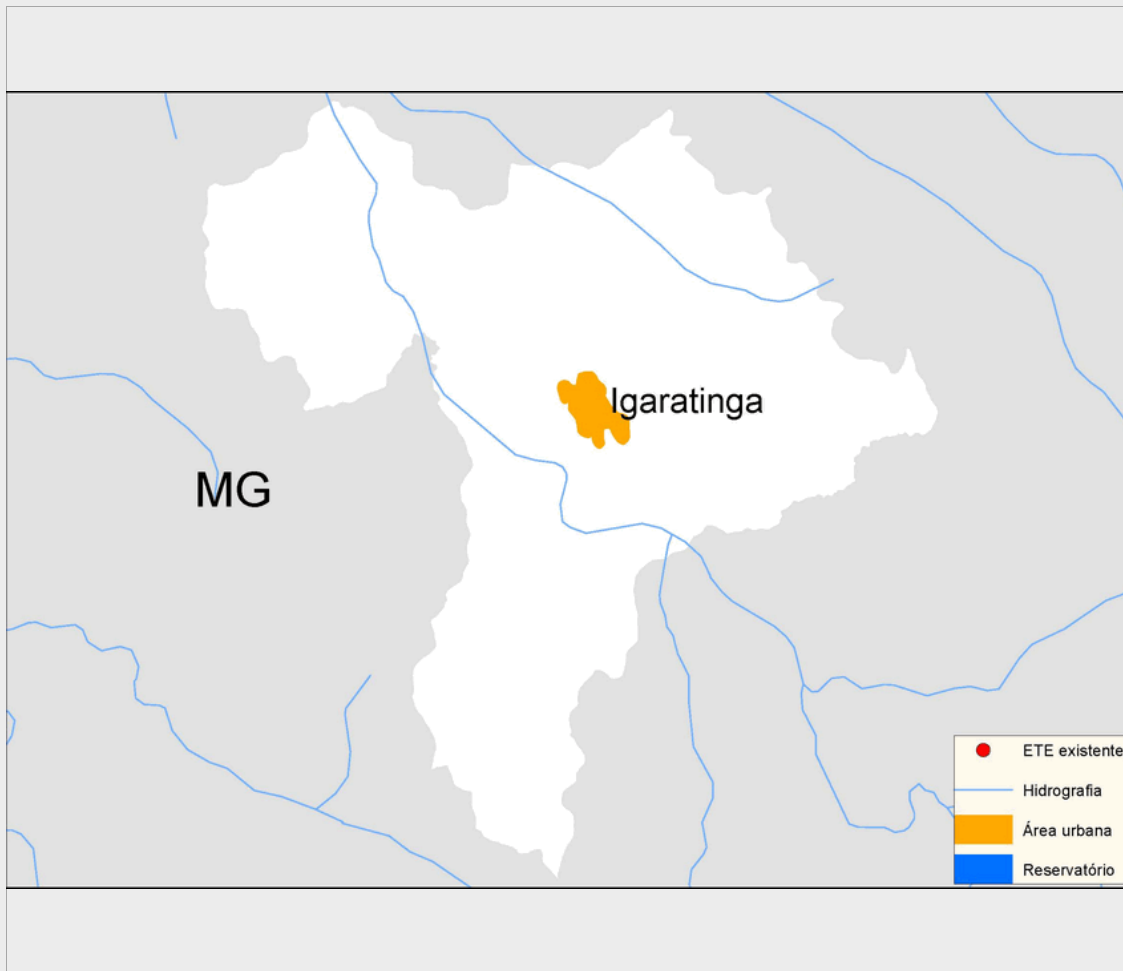 Igaratinga
MG
ETE existente
Hidrografia
Área urbana
Reservatório